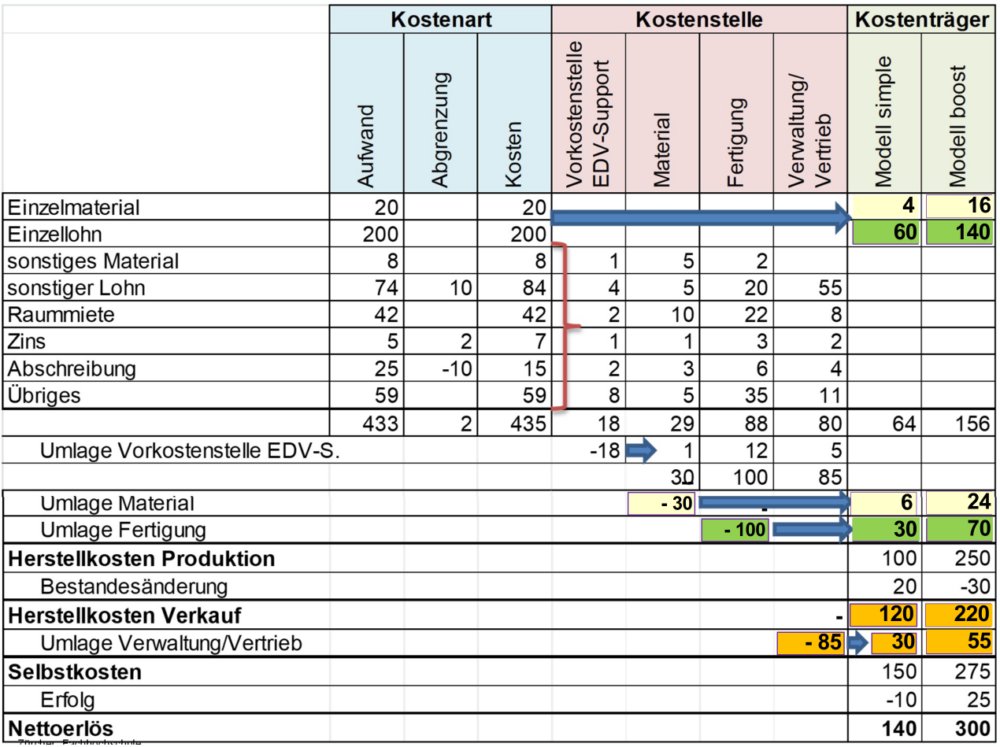 Kostenart Kostenstelle Kostenträger
Aufwand Abgrenzung Kosten Vorkostenstelle EDV-Support Material Fertigung Verwaltung/ Vertrieb Modell simple Modell boost
Einzelmaterial 20 20 4 16
Einzellohn 200 200 60 140
sonstiges Material 8 8 1 5 2
sonstiger Lohn 74 10 84 4 5 20 55
Raummiete 42 42 2 10 22 8
Zins 5 2 7 1 1 3 2
Abschreibung 25 -10 15 2 3 6 4
Übriges 59 59 8 5 35 11
433 2 435 18 29 88 80 64 156
Umlage Vorkostenstelle EDV-S. -18 1 12 5
30 100 85
Umlage Material - 30 - 6 24
Umlage Fertigung - 100 30 70
Herstellkosten Produktion 100 250
Bestandesänderung 20 -30
Herstellkosten Verkauf - 120 220
Umlage Verwaltung/Vertrieb - 85 30 55
Selbstkosten 150 275
Erfolg -10 25
Nettoerlös 140 300
Zürcher Fachhochschule